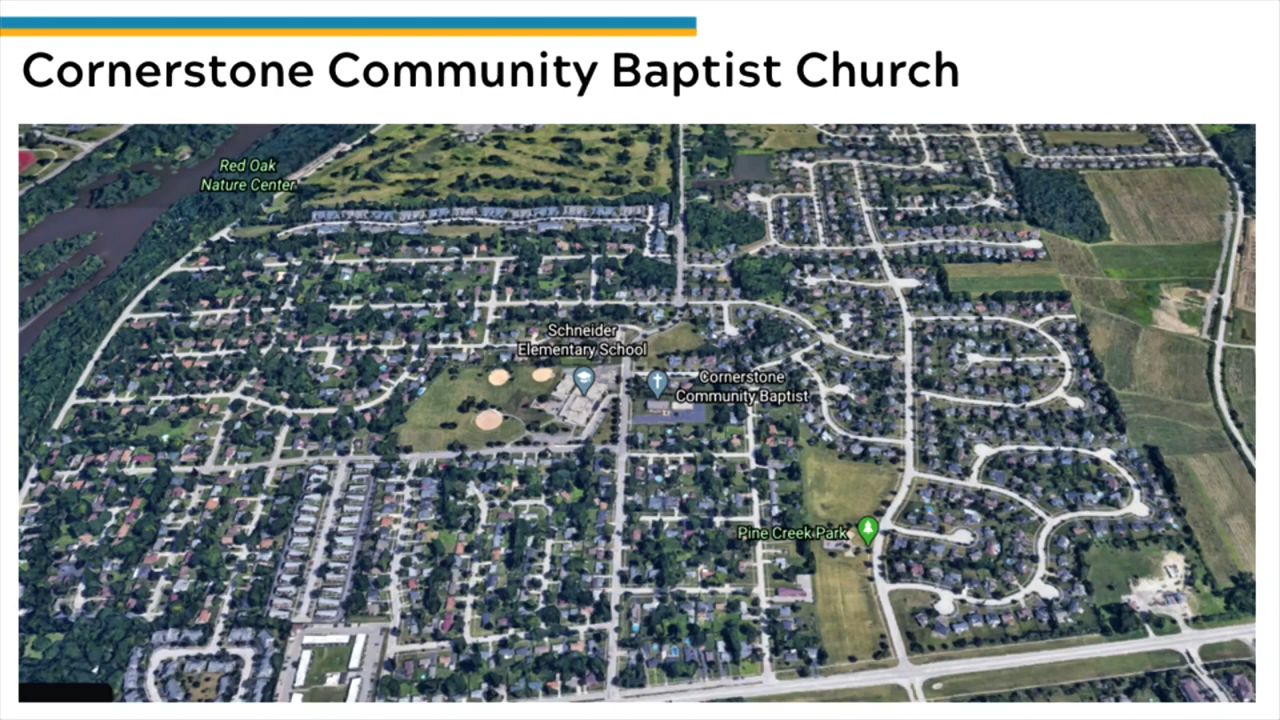 Cornerstone Community Baptist Church
Red Oak
Nature Center
Schneider
Elementary School
Cornerstone
Community Baptist
Pine Creek Park